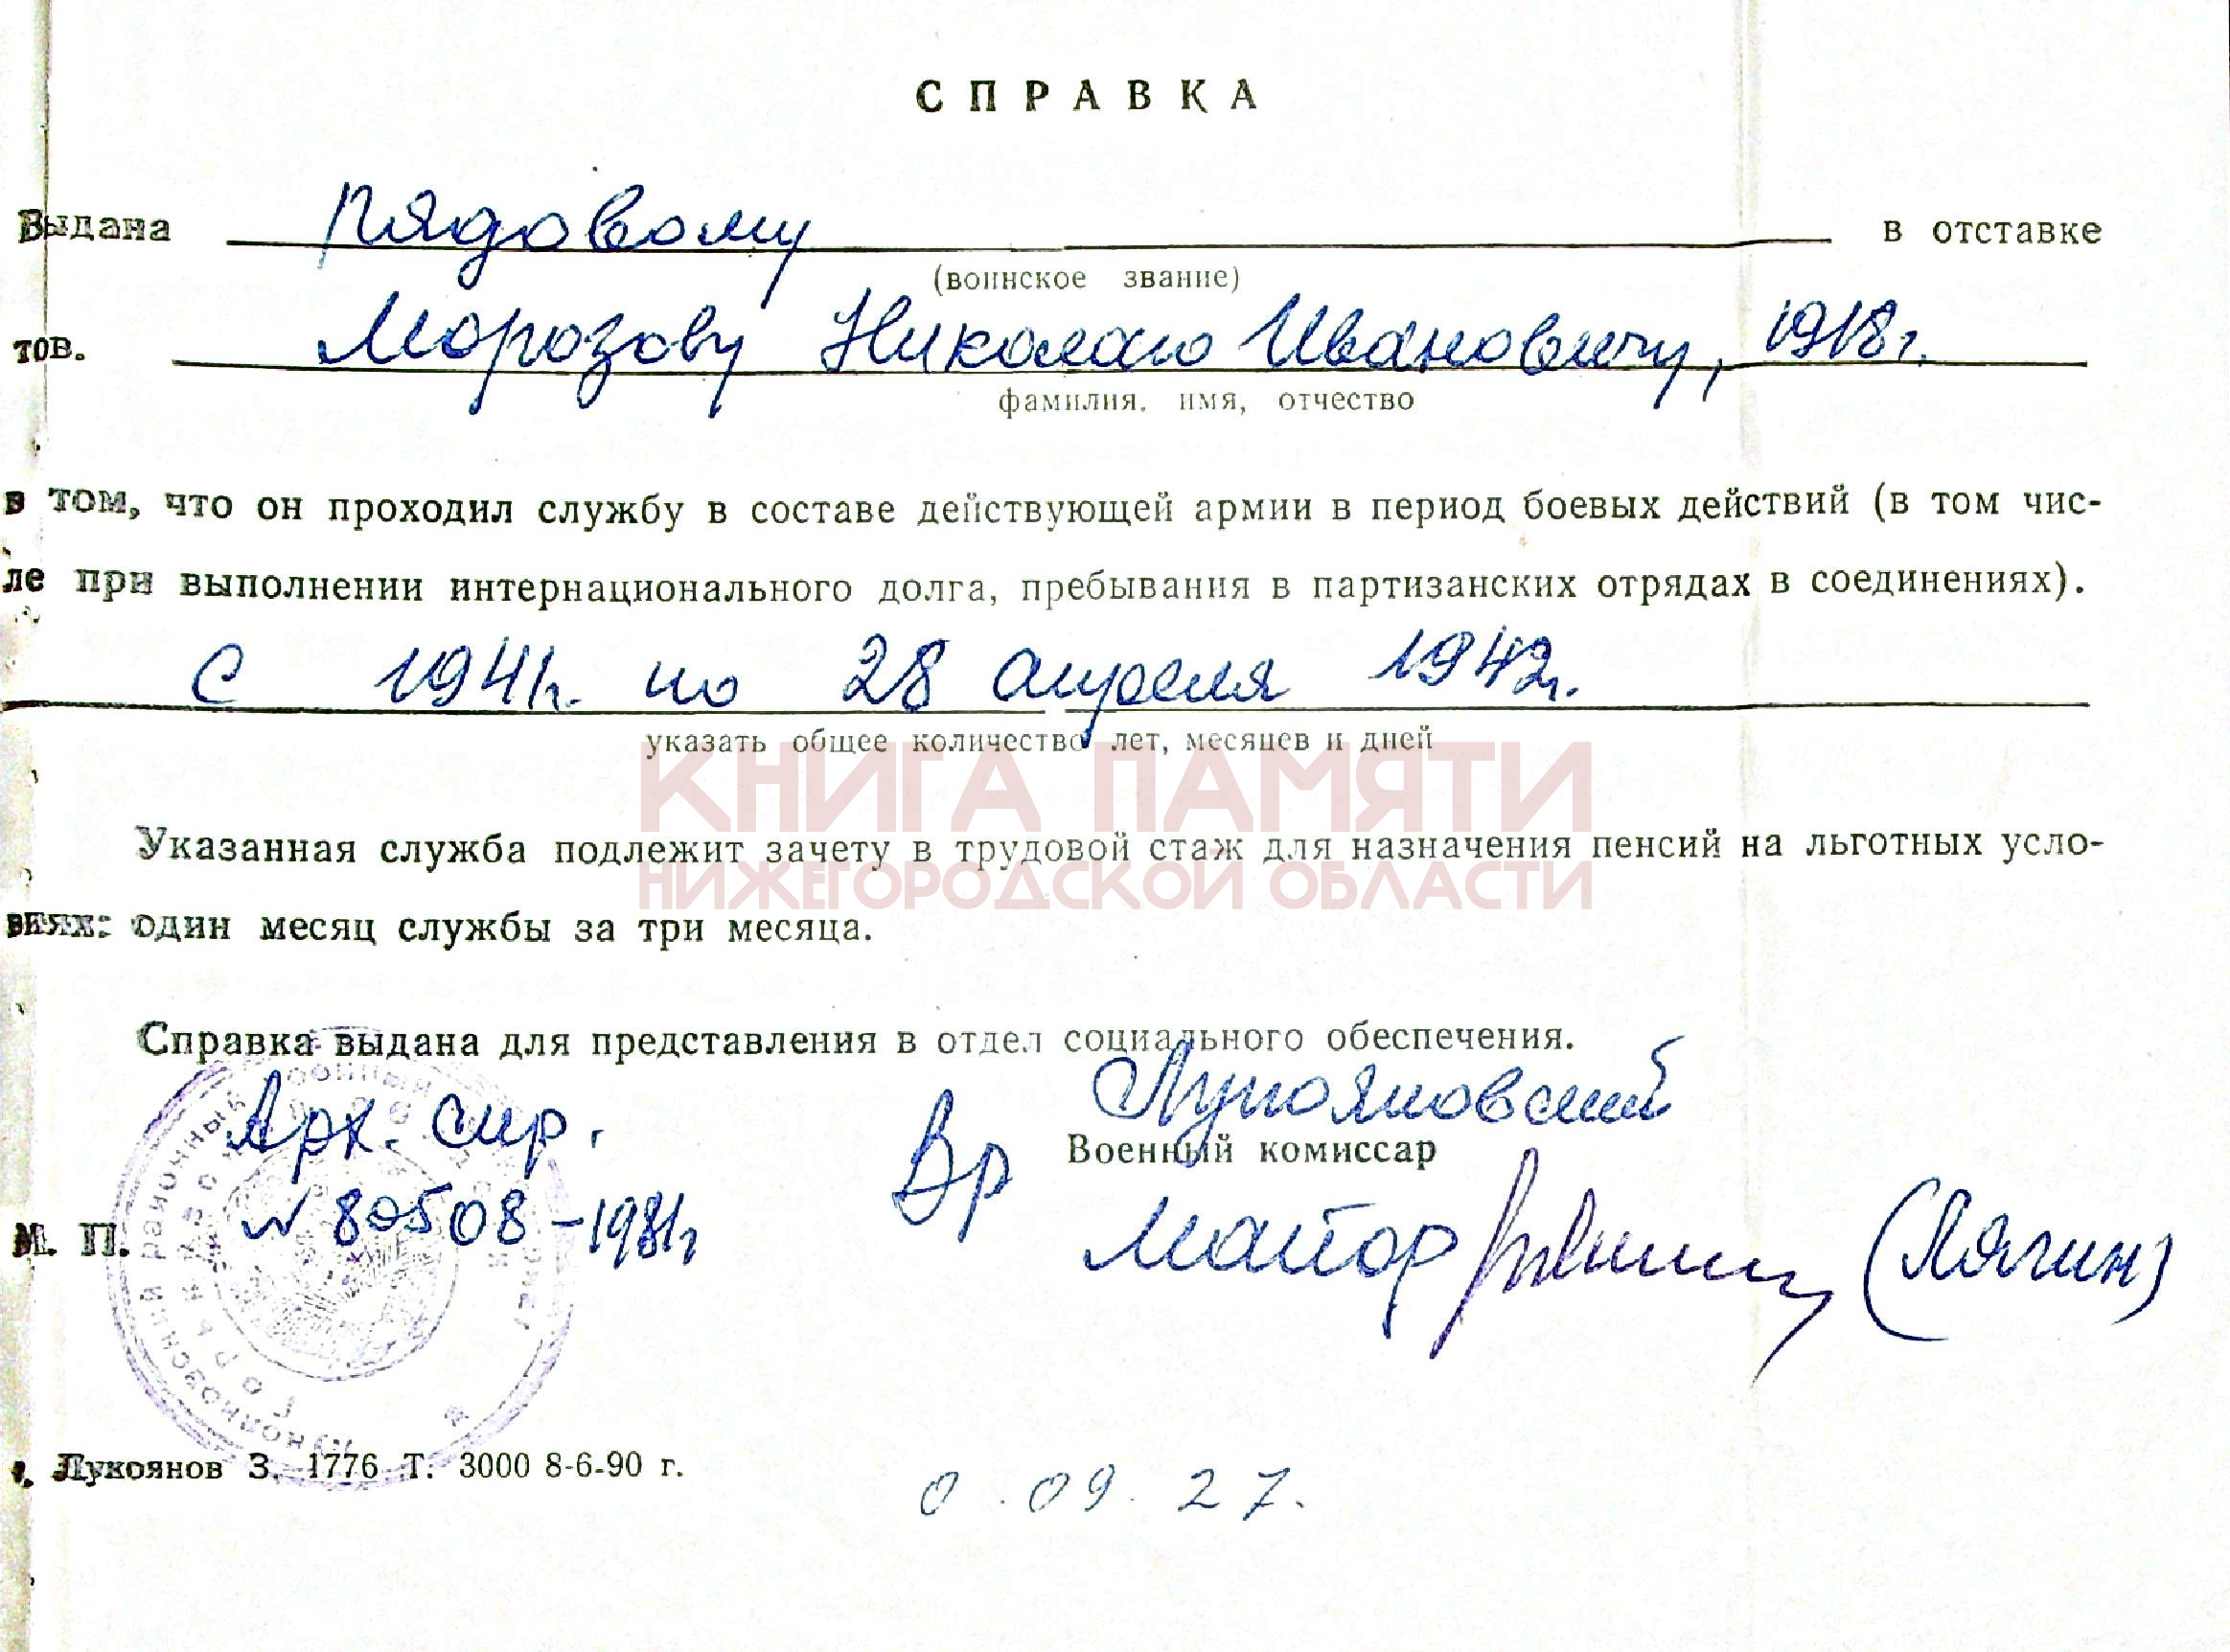 СПРАВКА
Выдана рядовому в отставке
(воинское звание)
тов. Морозову Николаю Ивановичу, 1918г.
фамилия, имя, отчество
в том, что он проходил службу в составе действующей армии в период боевых действий (в том чис-
ле при выполнении интернационального долга, пребывания в партизанских отрядах в соединениях).
с 1941г. по 28 апреля 1942г.
указать общее количество лет, месяцев и дней
КНИГА ПАМЯТИ
Указанная служба подлежит зачету в трудовой стаж для назначения пенсий на льготных усло-
НИЖЕГОРОДСКОЙ ОБЛАСТИ
виях: один месяц службы за три месяца.
Справка выдана для представления в отдел социального обеспечения.
Арх. спр. Вр Лукояновский
Военный комиссар
М. П. № 80508-1981г майор (Лягин)
Лукоянов З. 1776 Т. 3000 8-6-90 г.
0.09.27.